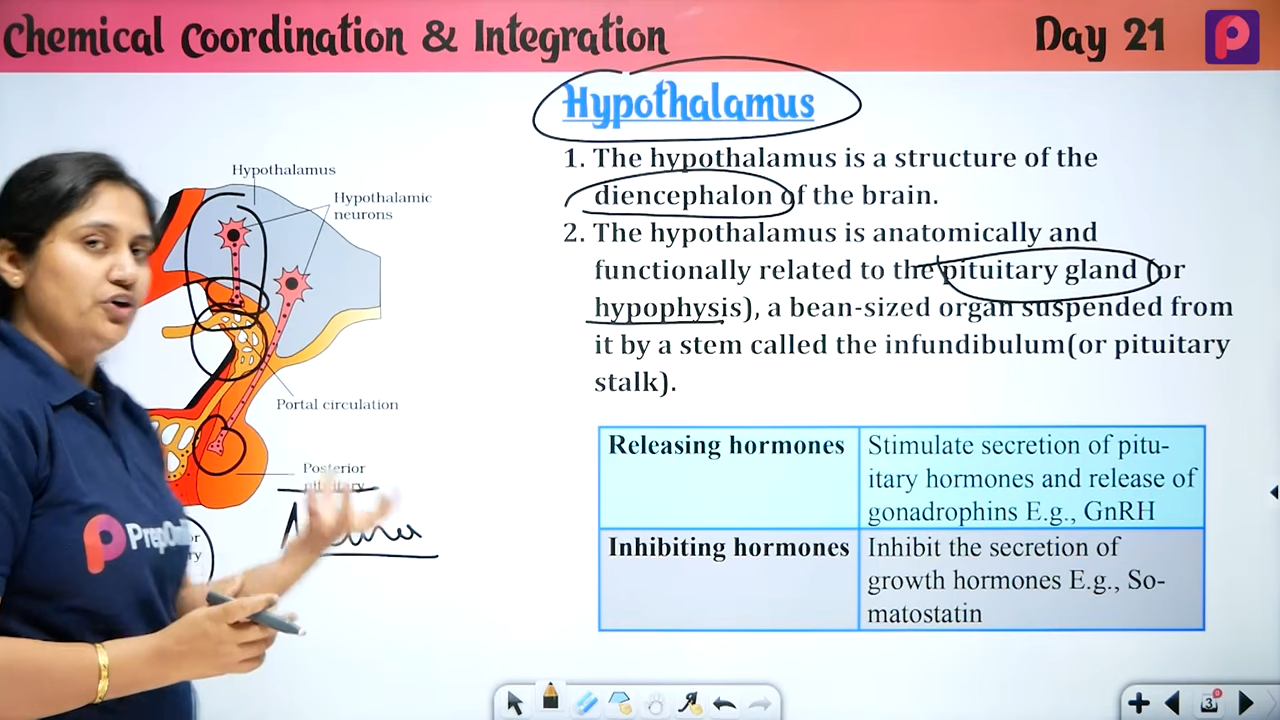 Chemical Coordination & Integration
Day 21
Hypothalamus
1. The hypothalamus is a structure of the
diencephalon of the brain.
2. The hypothalamus is anatomically and
functionally related to the pituitary gland (or
hypophysis), a bean-sized organ suspended from
it by a stem called the infundibulum(or pituitary
stalk).
Hypothalamus
Hypothalamic
neurons
Portal circulation
Posterior
pituitary
Releasing hormones
Stimulate secretion of pitu-
itary hormones and release of
gonadrophins E.g., GnRH
Inhibiting hormones
Inhibit the secretion of
growth hormones E.g., So-
matostatin
3